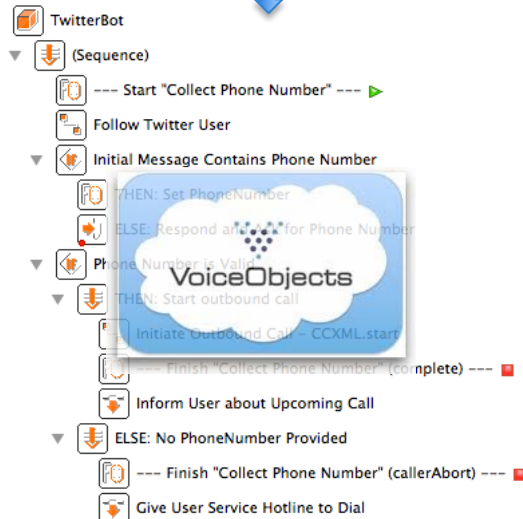 TwitterBot
(Sequence)
--- Start "Collect Phone Number" ---
Follow Twitter User
Initial Message Contains Phone Number
THEN: Set PhoneNumber
ELSE: Respond and Ask for Phone Number
Phone Number is Valid
VoiceObjects
THEN: Start outbound call
Initiate Outbound Call - CCXML.start
--- Finish "Collect Phone Number" (complete) ---
Inform User about Upcoming Call
ELSE: No PhoneNumber Provided
--- Finish "Collect Phone Number" (callerAbort) ---
Give User Service Hotline to Dial